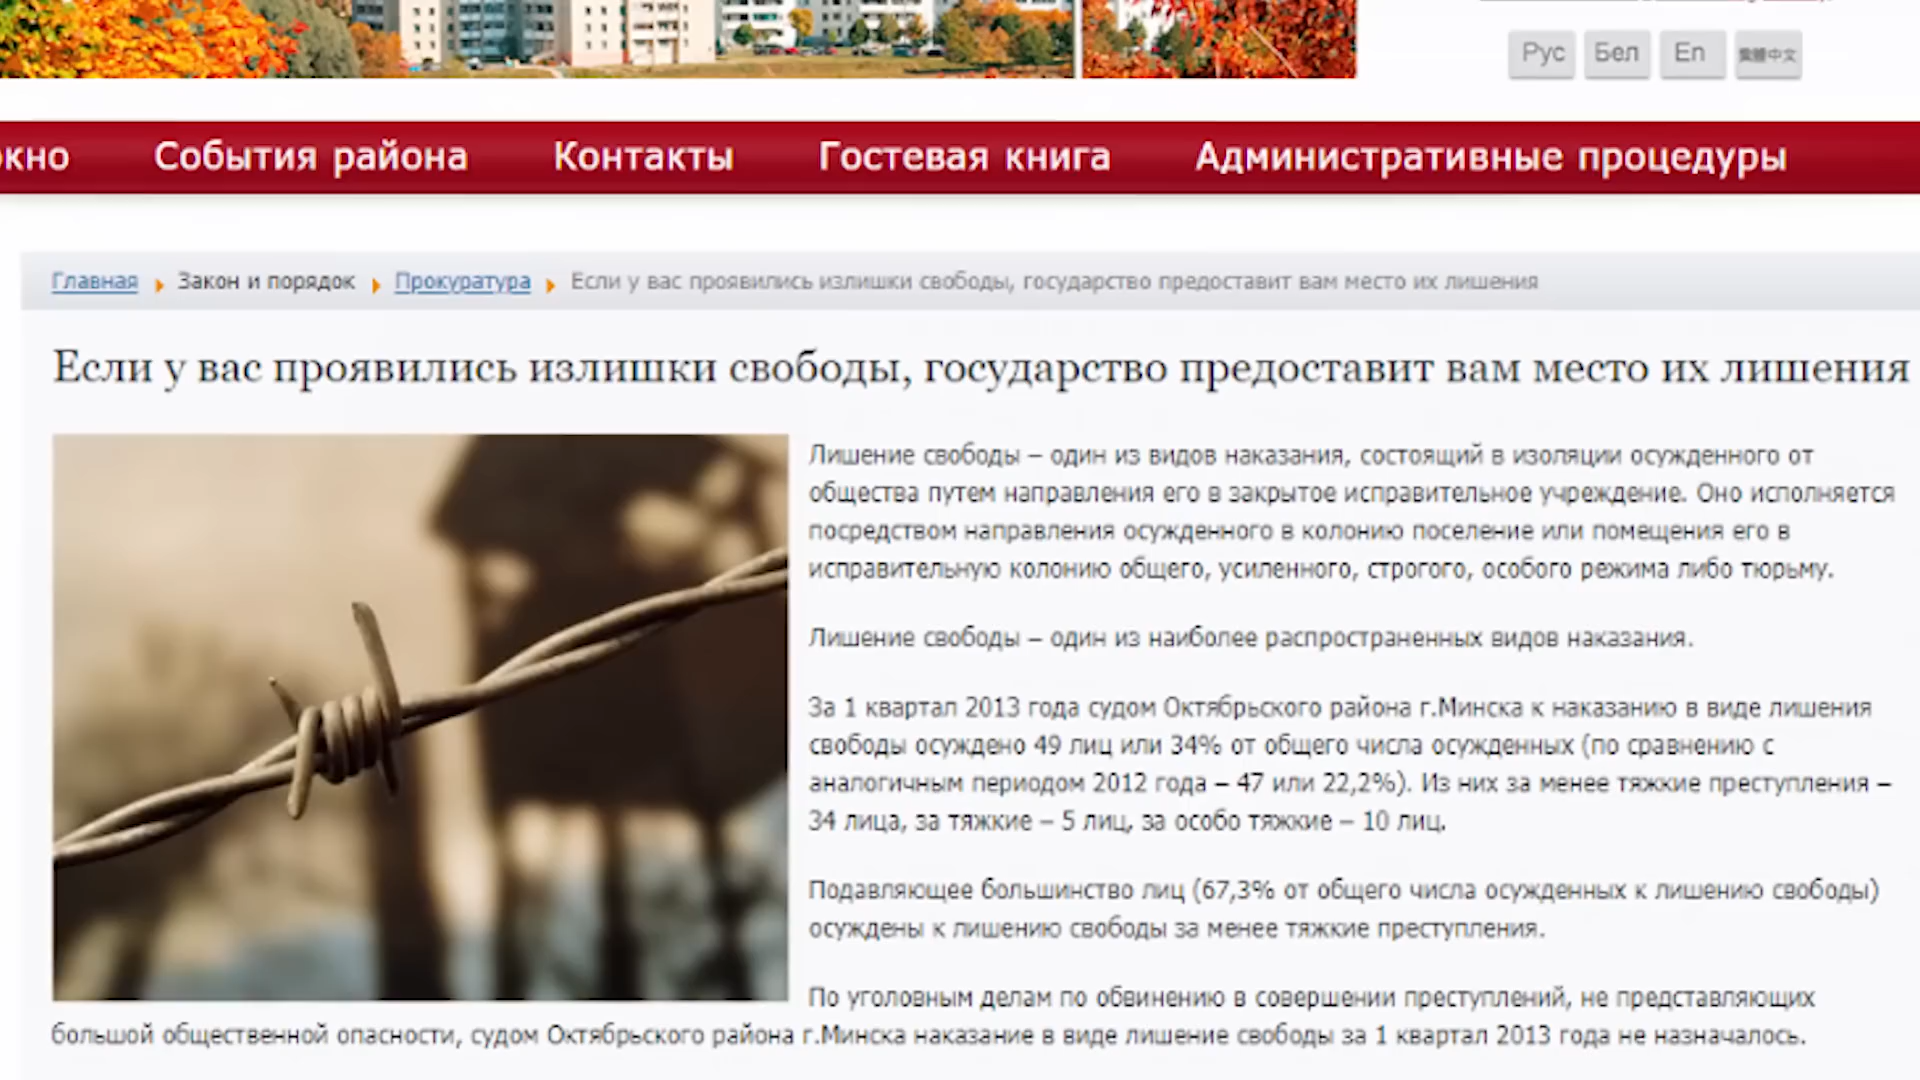 Рус Бел En 繁體中文
События района Контакты Гостевая книга Административные процедуры
Главная Закон и порядок Прокуратура Если у вас проявились излишки свободы, государство предоставит вам место их лишения
Если у вас проявились излишки свободы, государство предоставит вам место их лишения
Лишение свободы – один из видов наказания, состоящий в изоляции осужденного от
общества путем направления его в закрытое исправительное учреждение. Оно исполняется
посредством направления осужденного в колонию поселение или помещения его в
исправительную колонию общего, усиленного, строгого, особого режима либо тюрьму.
Лишение свободы – один из наиболее распространенных видов наказания.
За 1 квартал 2013 года судом Октябрьского района г.Минска к наказанию в виде лишения
свободы осуждено 49 лиц или 34% от общего числа осужденных (по сравнению с
аналогичным периодом 2012 года – 47 или 22,2%). Из них за менее тяжкие преступления –
34 лица, за тяжкие – 5 лиц, за особо тяжкие – 10 лиц.
Подавляющее большинство лиц (67,3% от общего числа осужденных к лишению свободы)
осуждены к лишению свободы за менее тяжкие преступления.
По уголовным делам по обвинению в совершении преступлений, не представляющих
большой общественной опасности, судом Октябрьского района г.Минска наказание в виде лишение свободы за 1 квартал 2013 года не назначалось.